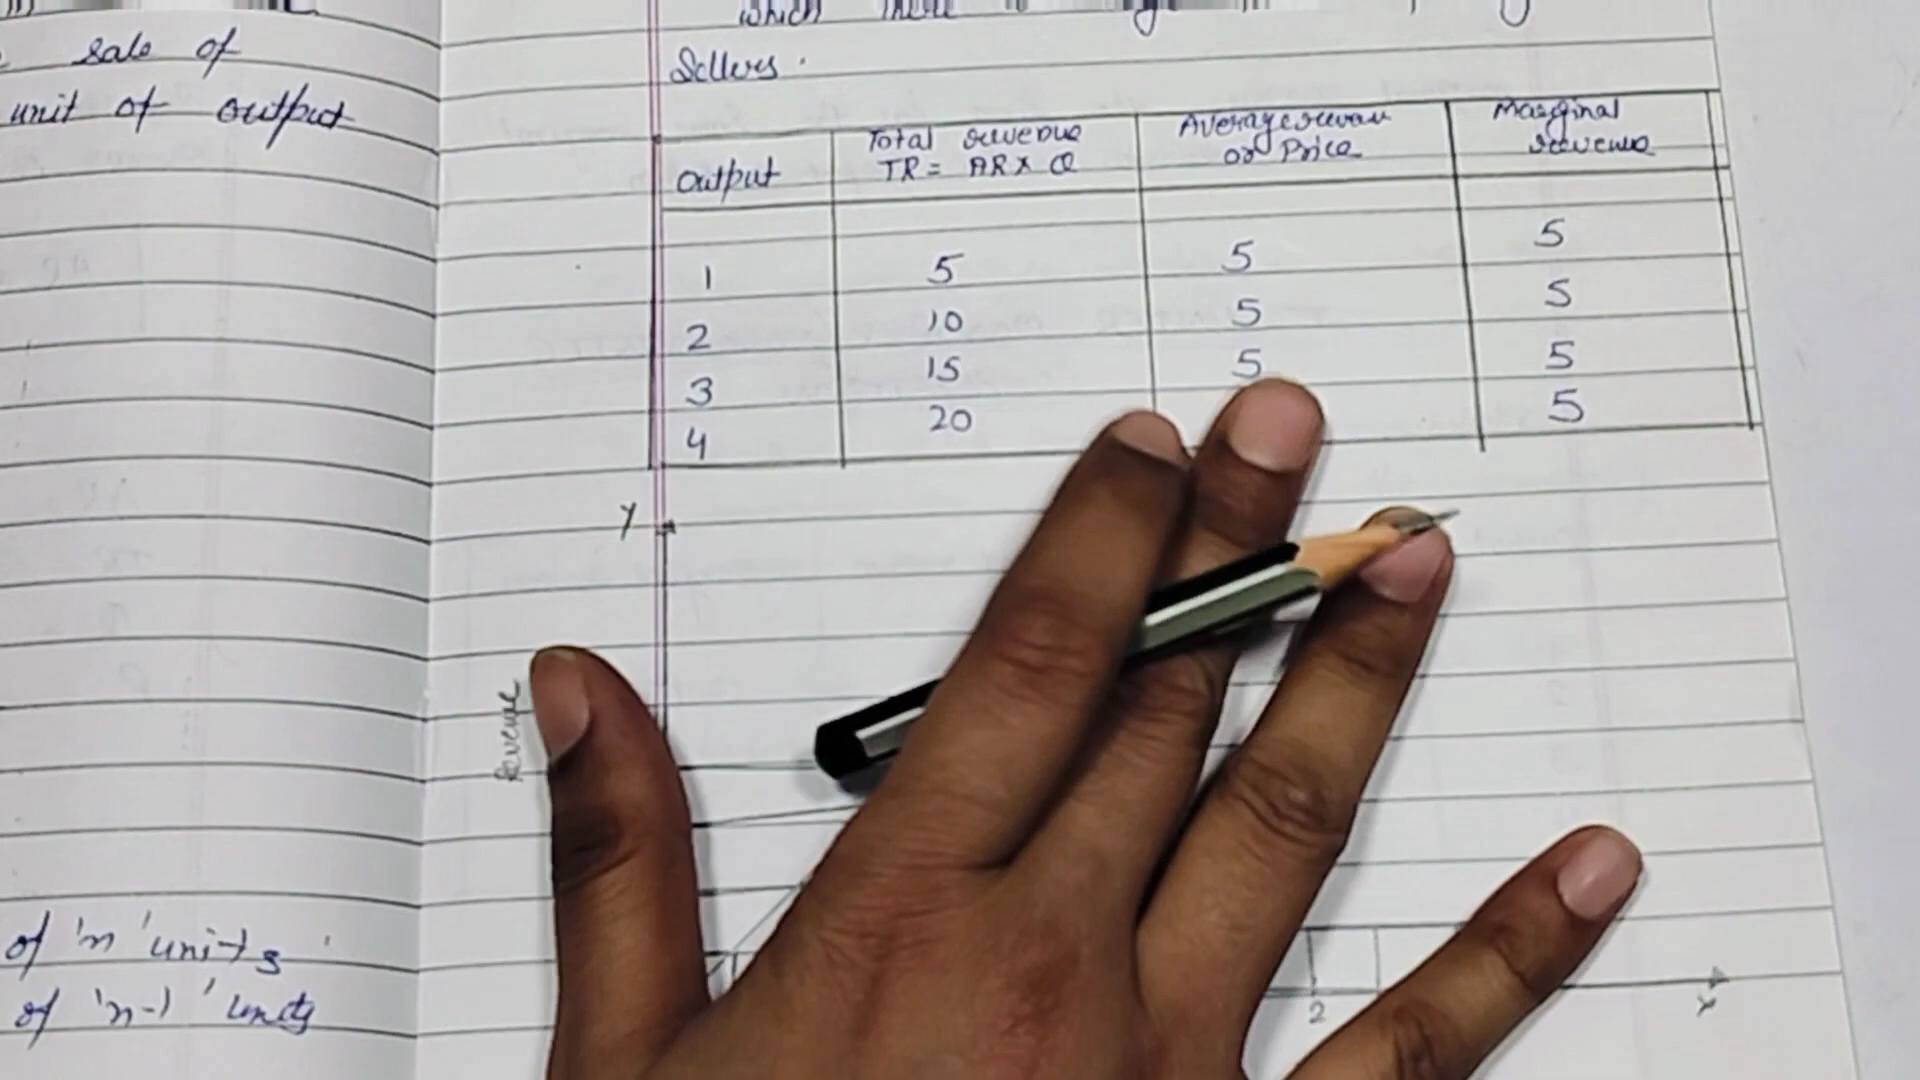 sale of
unit of output
of 'n' units
of 'n-1' units
which there
Sellers.
Output
Total revenue
TR = AR X Q
Average revenue
or Price
Marginal
revenue
1 5 5 5
2 10 5 5
3 15 5 5
4 20 5
Y
Revenue
2
X